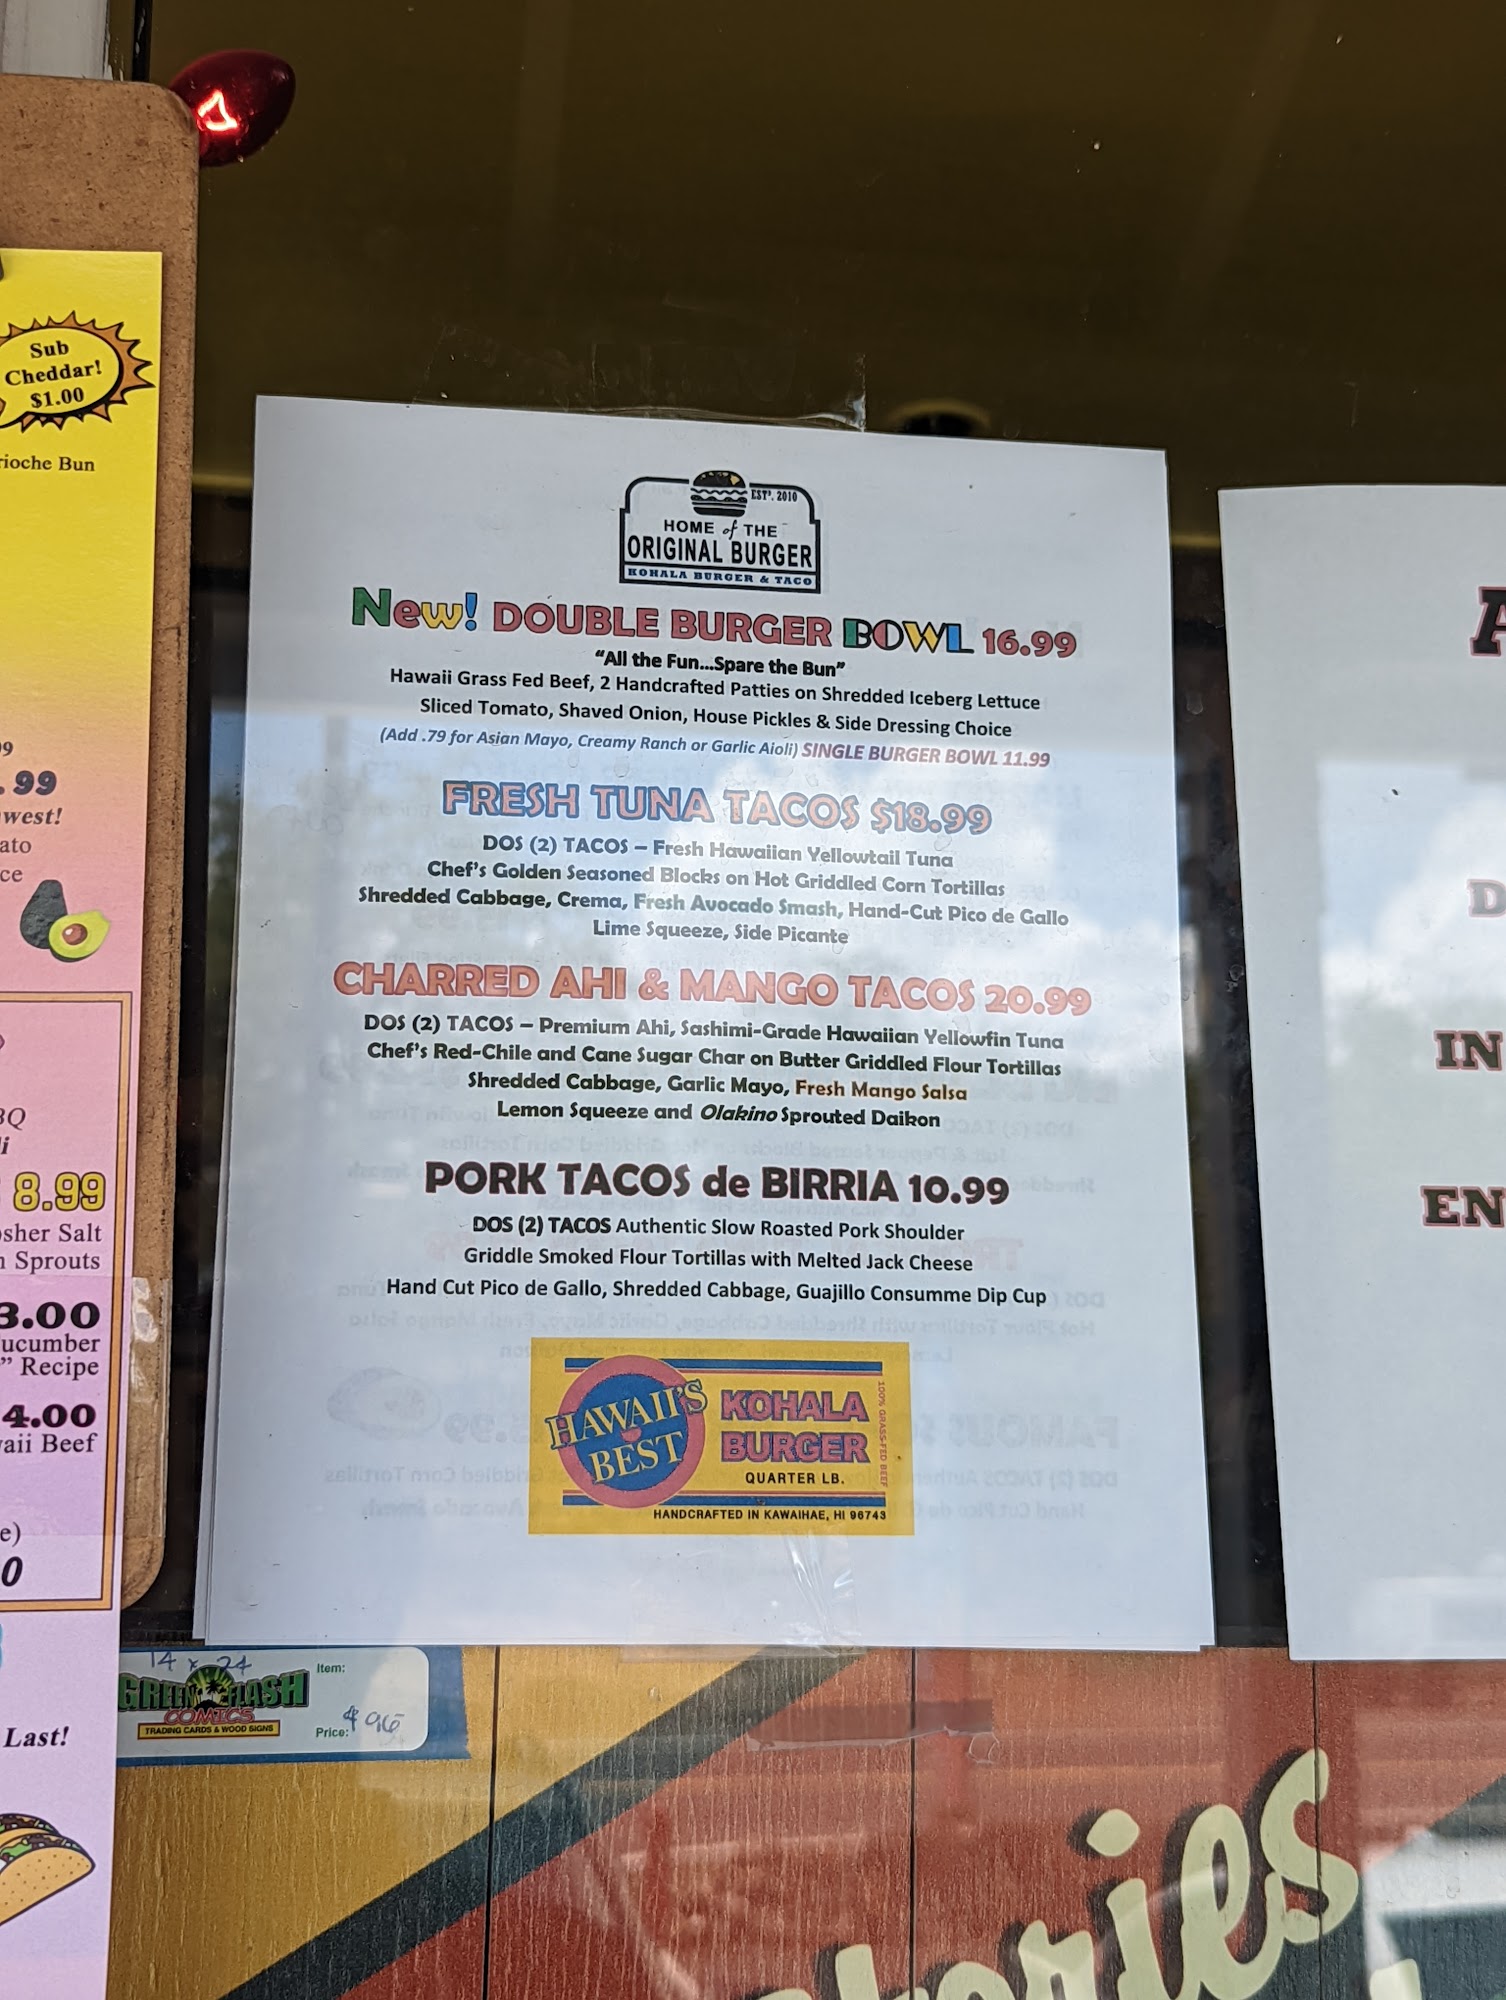 Sub
Cheddar!
$1.00
rioche Bun
99
.99
west!
ato
ce
BQ
8.99
osher Salt
Sprouts
3.00
ucumber
” Recipe
4.00
aii Beef
e)
0
Last!
EST'. 2010
HOME of THE
ORIGINAL BURGER
KOHALA BURGER & TACO
New! DOUBLE BURGER BOWL 16.99
“All the Fun...Spare the Bun”
Hawaii Grass Fed Beef, 2 Handcrafted Patties on Shredded Iceberg Lettuce
Sliced Tomato, Shaved Onion, House Pickles & Side Dressing Choice
(Add .79 for Asian Mayo, Creamy Ranch or Garlic Aioli) SINGLE BURGER BOWL 11.99
FRESH TUNA TACOS $18.99
DOS (2) TACOS – Fresh Hawaiian Yellowtail Tuna
Chef's Golden Seasoned Blocks on Hot Griddled Corn Tortillas
Shredded Cabbage, Crema, Fresh Avocado Smash, Hand-Cut Pico de Gallo
Lime Squeeze, Side Picante
CHARRED AHI & MANGO TACOS 20.99
DOS (2) TACOS – Premium Ahi, Sashimi-Grade Hawaiian Yellowfin Tuna
Chef's Red-Chile and Cane Sugar Char on Butter Griddled Flour Tortillas
Shredded Cabbage, Garlic Mayo, Fresh Mango Salsa
Lemon Squeeze and Olakino Sprouted Daikon
PORK TACOS de BIRRIA 10.99
DOS (2) TACOS Authentic Slow Roasted Pork Shoulder
Griddle Smoked Flour Tortillas with Melted Jack Cheese
Hand Cut Pico de Gallo, Shredded Cabbage, Guajillo Consumme Dip Cup
HAWAII'S
BEST
KOHALA
BURGER
QUARTER LB.
100% GRASS-FED BEEF
HANDCRAFTED IN KAWAIHAE, HI 96743
14 x 24
GREEN FLASH
COMICS
TRADING CARDS & WOOD SIGNS
Item:
Price: $96
A
D
IN
EN
ories